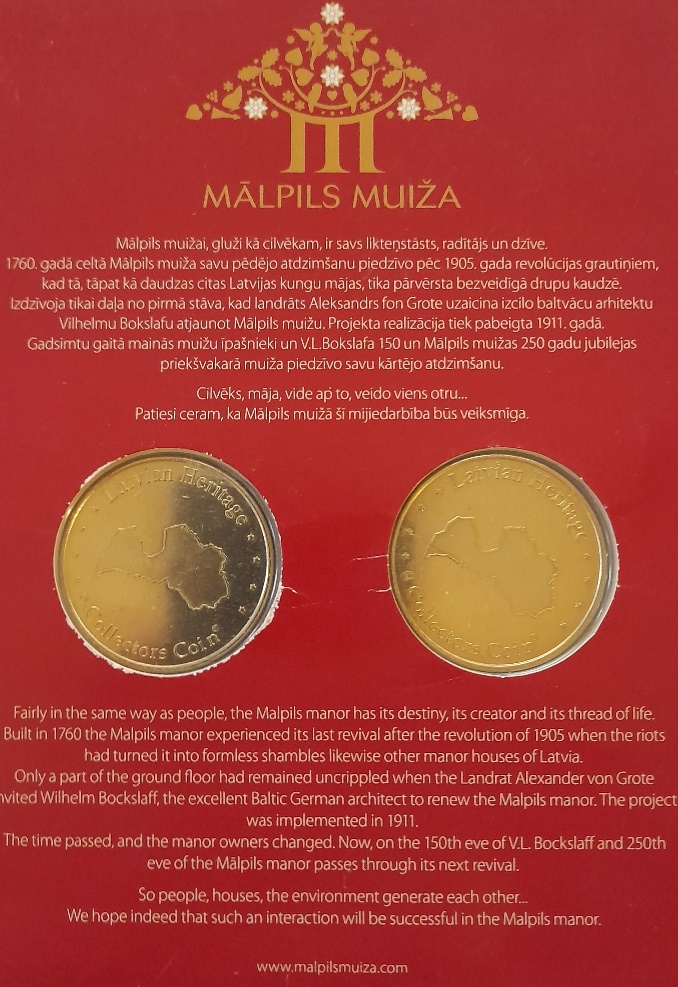 MĀLPILS MUIŽA
Mālpils muižai, gluži kā cilvēkam, ir savs liktenstāsts, radītājs un dzīve.
1760. gadā celtā Mālpils muiža savu pēdējo atdzimšanu piedzīvo pēc 1905. gada revolūcijas grautiņiem,
kad tā, tāpat kā daudzas citas Latvijas kungu mājas, tika pārvērsta bezveidīgā drupu kaudzē.
Izdzīvoja tikai daļa no pirmā stāva, kad landrāts Aleksandrs fon Grote uzaicina izcilo baltvācu arhitektu
Vilhelmu Bokslafu atjaunot Mālpils muižu. Projekta realizācija tiek pabeigta 1911. gadā.
Gadsimtu gaitā mainās muižu īpašnieki un V.L.Bokslafa 150 un Mālpils muižas 250 gadu jubilejas
priekšvakarā muiža piedzīvo savu kārtējo atdzimšanu.
Cilvēks, māja, vide ap to, veido viens otru...
Patiesi ceram, ka Mālpils muižā šī mijiedarbība būs veiksmīga.
Latvian Heritage
Collectors Coin®
Latvian Heritage
Collectors Coin®
Fairly in the same way as people, the Malpils manor has its destiny, its creator and its thread of life.
Built in 1760 the Malpils manor experienced its last revival after the revolution of 1905 when the riots
had turned it into formless shambles likewise other manor houses of Latvia.
Only a part of the ground floor had remained uncrippled when the Landrat Alexander von Grote
nvited Wilhelm Bockslaff, the excellent Baltic German architect to renew the Malpils manor. The project
was implemented in 1911.
The time passed, and the manor owners changed. Now, on the 150th eve of V.L. Bockslaff and 250th
eve of the Mālpils manor passes through its next revival.
So people, houses, the environment generate each other...
We hope indeed that such an interaction will be successful in the Malpils manor.
www.malpilsmuiza.com